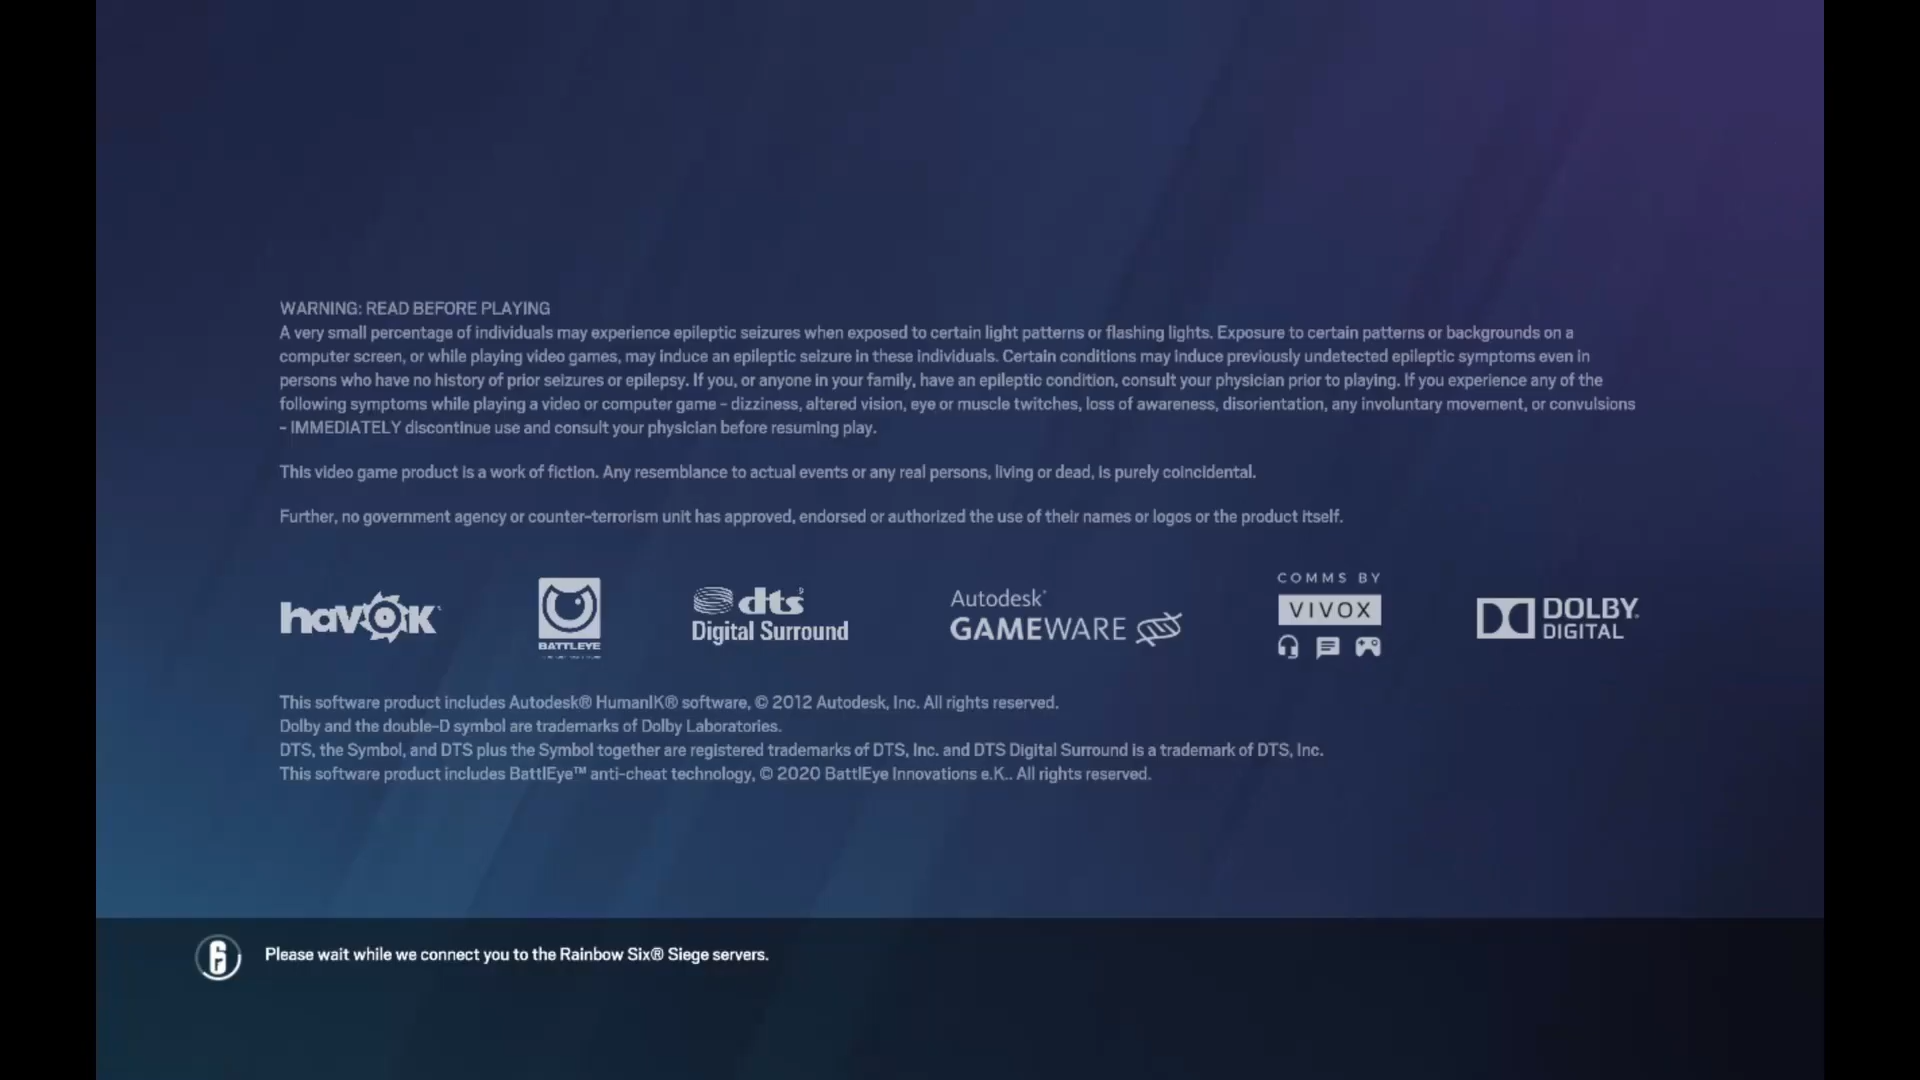 WARNING: READ BEFORE PLAYING
A very small percentage of individuals may experience epileptic seizures when exposed to certain light patterns or flashing lights. Exposure to certain patterns or backgrounds on a
computer screen, or while playing video games, may induce an epileptic seizure in these individuals. Certain conditions may induce previously undetected epileptic symptoms even in
persons who have no history of prior seizures or epilepsy. If you, or anyone in your family, have an epileptic condition, consult your physician prior to playing. If you experience any of the
following symptoms while playing a video or computer game - dizziness, altered vision, eye or muscle twitches, loss of awareness, disorientation, any involuntary movement, or convulsions
- IMMEDIATELY discontinue use and consult your physician before resuming play.
This video game product is a work of fiction. Any resemblance to actual events or any real persons, living or dead, is purely coincidental.
Further, no government agency or counter-terrorism unit has approved, endorsed or authorized the use of their names or logos or the product itself.
havok
BATTLEYE
dts
Digital Surround
Autodesk
GAMEWARE
COMMS BY
VIVOX
DOLBY
DIGITAL
This software product includes Autodesk® HumanIK® software, © 2012 Autodesk, Inc. All rights reserved.
Dolby and the double-D symbol are trademarks of Dolby Laboratories.
DTS, the Symbol, and DTS plus the Symbol together are registered trademarks of DTS, Inc. and DTS Digital Surround is a trademark of DTS, Inc.
This software product includes BattlEye™ anti-cheat technology, © 2020 BattlEye Innovations e.K.. All rights reserved.
Please wait while we connect you to the Rainbow Six® Siege servers.